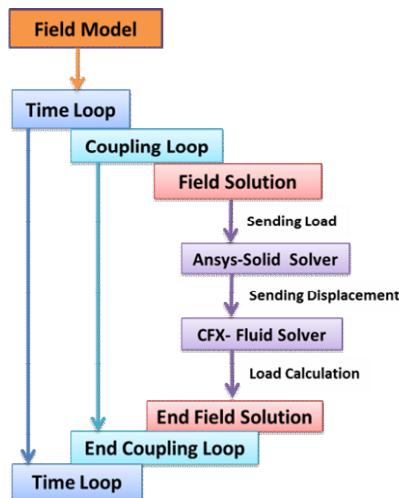 Field Model
Time Loop
Coupling Loop
Field Solution
Sending Load
Ansys-Solid Solver
Sending Displacement
CFX- Fluid Solver
Load Calculation
End Field Solution
End Coupling Loop
Time Loop